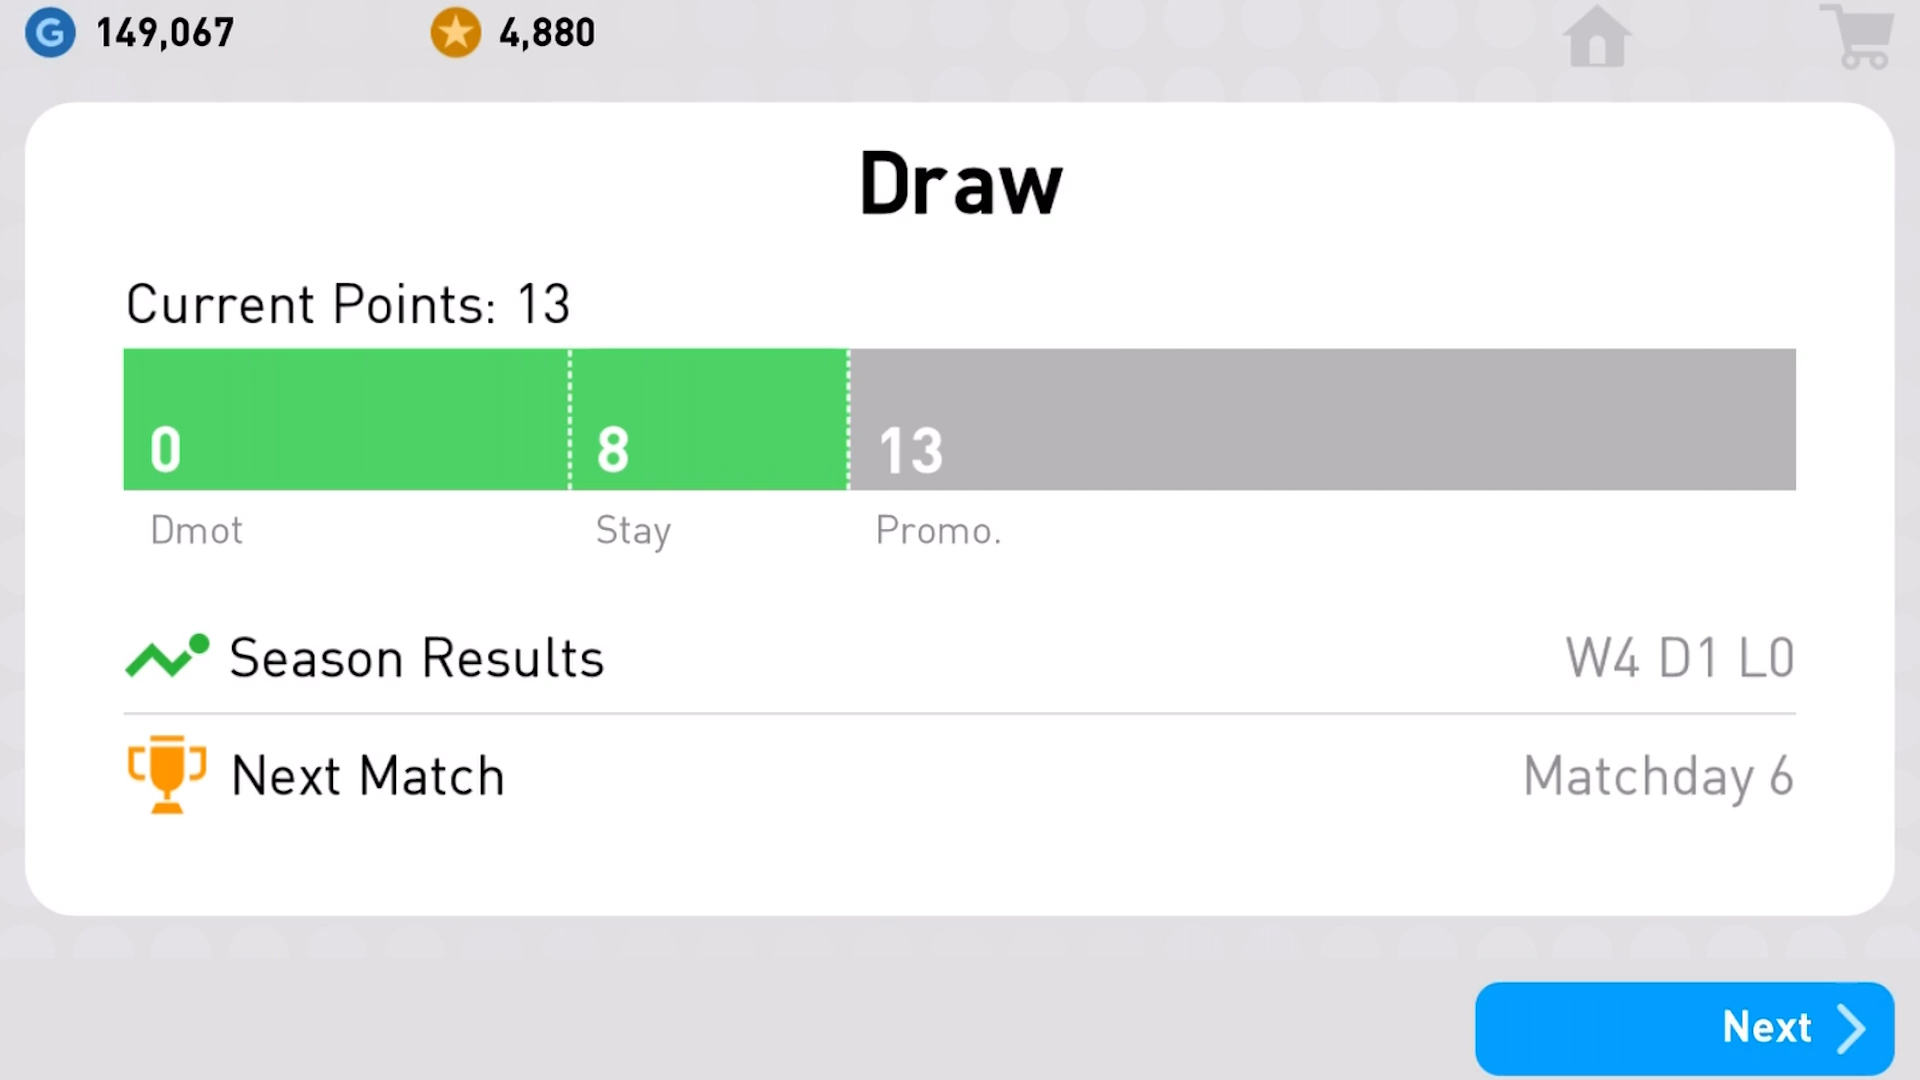 G 149,067 4,880
Draw
Current Points: 13
0 8 13
Dmot Stay Promo.
Season Results W4 D1 L0
Next Match Matchday 6
Next